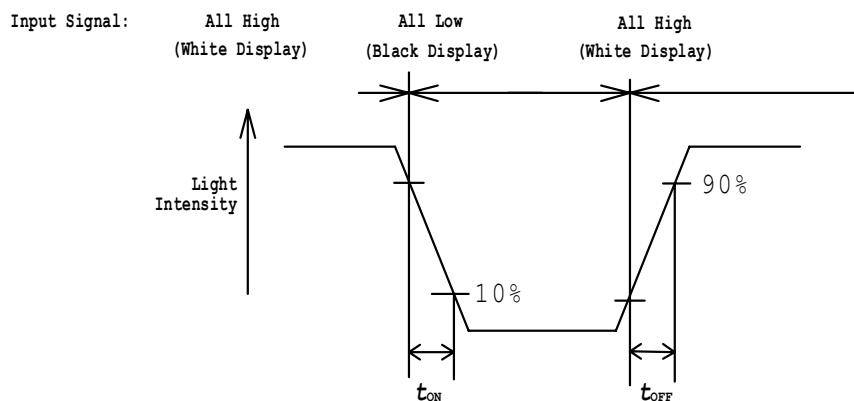 Input Signal: All High All Low All High
(White Display) (Black Display) (White Display)
Light
Intensity
90%
10%
tON tOFF